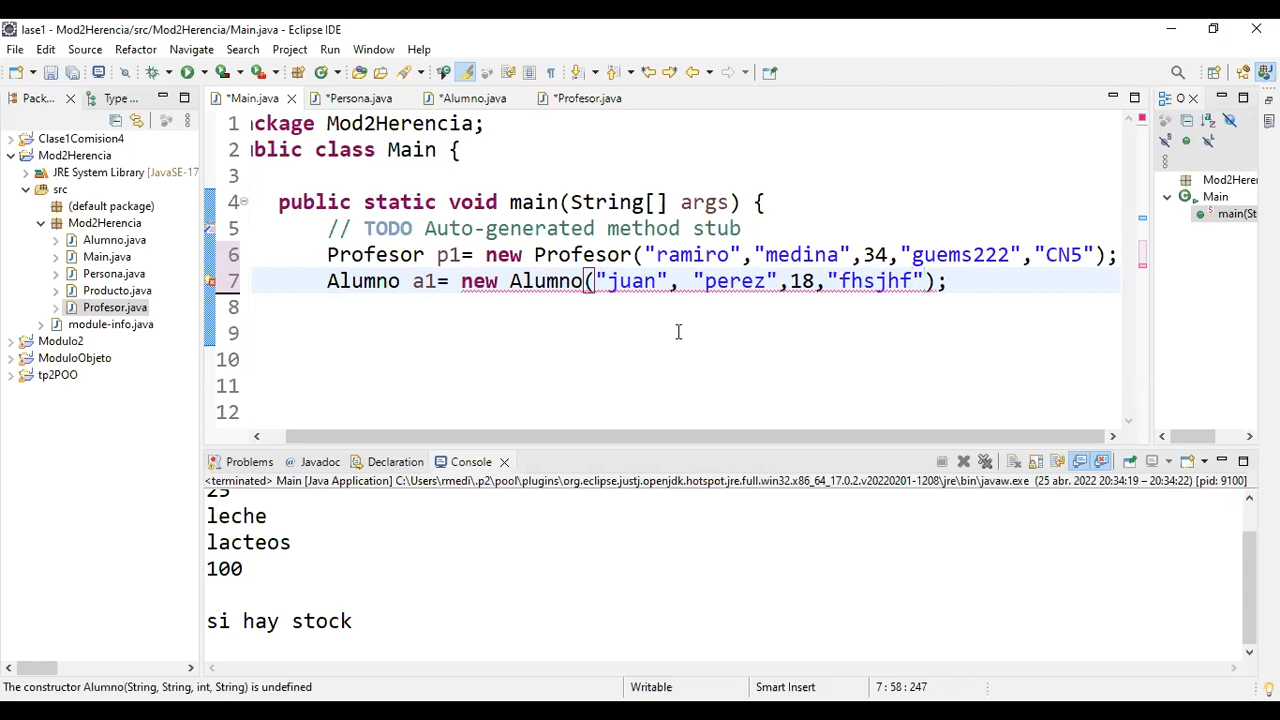 lase1 - Mod2Herencia/src/Mod2Herencia/Main.java - Eclipse IDE
File Edit Source Refactor Navigate Search Project Run Window Help
Pack... Type ... *Main.java *Persona.java *Alumno.java *Profesor.java O
Clase1Comision4
Mod2Herencia
JRE System Library [JavaSE-17
src
(default package)
Mod2Herencia
Alumno.java
Main.java
Persona.java
Producto.java
Profesor.java
module-info.java
Modulo2
ModuloObjeto
tp2POO
1 ckage Mod2Herencia;
2 blic class Main {
3
4 public static void main(String[] args) {
5 // TODO Auto-generated method stub
6 Profesor p1= new Profesor("ramiro","medina",34,"guems222","CN5");
7 Alumno a1= new Alumno("juan", "perez",18,"fhsjhf");
8
9
10
11
12
Mod2Herer
Main
main(St
Problems Javadoc Declaration Console
<terminated> Main [Java Application] C:\Users\rmedi\.p2\pool\plugins\org.eclipse.justj.openjdk.hotspot.jre.full.win32.x86_64_17.0.2.v20220201-1208\jre\bin\javaw.exe (25 abr. 2022 20:34:19 – 20:34:22) [pid: 9100]
25
leche
lacteos
100
si hay stock
The constructor Alumno(String, String, int, String) is undefined Writable Smart Insert 7 : 58 : 247